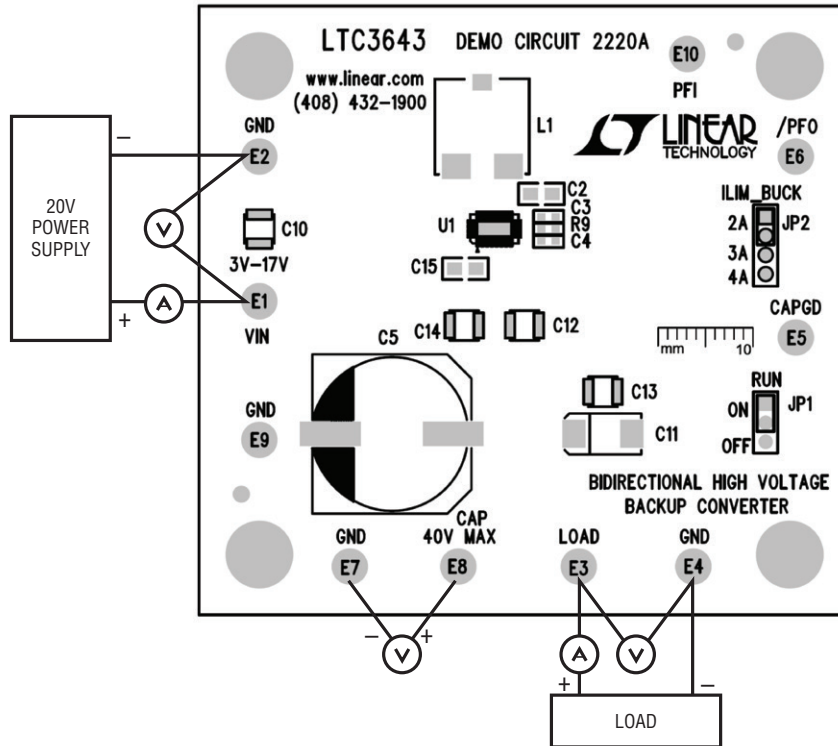 LTC3643 DEMO CIRCUIT 2220A
E10
PFI
www.linear.com
(408) 432-1900
L1
LINEAR
TECHNOLOGY
/PFO
E6
GND
E2
−
20V
POWER
SUPPLY
V
+
A
C10
3V–17V
E1
VIN
C2
C3
R9
C4
U1
C15
ILIM_BUCK
2A
3A
4A
JP2
CAPGD
E5
mm 10
C14
C12
C5
C13
C11
RUN
ON
OFF
JP1
GND
E9
BIDIRECTIONAL HIGH VOLTAGE
BACKUP CONVERTER
GND
E7
CAP
40V MAX
E8
LOAD
E3
GND
E4
− V +
A V
+ −
LOAD